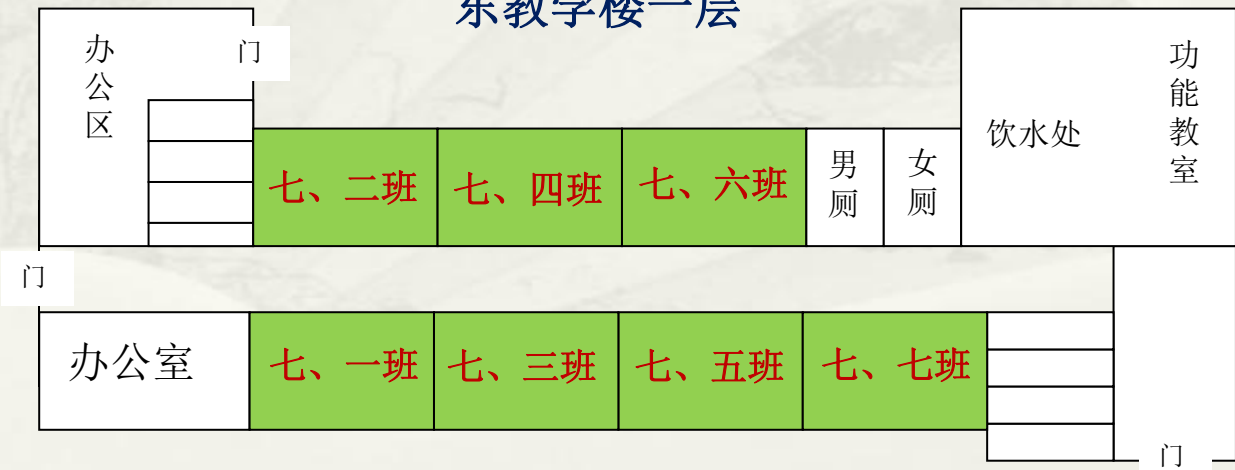 东教学楼一层
办公区
门
饮水处
功能教室
七、二班
七、四班
七、六班
男厕
女厕
门
办公室
七、一班
七、三班
七、五班
七、七班
门